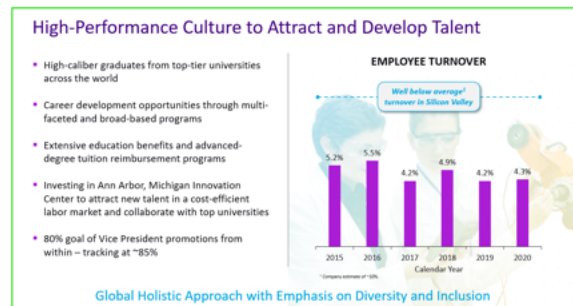 High-Performance Culture to Attract and Develop Talent
▪ High-caliber graduates from top-tier universities
across the world
▪ Career development opportunities through multi-
faceted and broad-based programs
▪ Extensive education benefits and advanced-
degree tuition reimbursement programs
▪ Investing in Ann Arbor, Michigan Innovation
Center to attract new talent in a cost-efficient
labor market and collaborate with top universities
▪ 80% goal of Vice President promotions from
within – tracking at ~85%
EMPLOYEE TURNOVER
Well below average¹
turnover in Silicon Valley
5.2% 5.5% 4.2% 4.9% 4.2% 4.3%
2015 2016 2017 2018 2019 2020
Calendar Year
¹ Company estimate of
Global Holistic Approach with Emphasis on Diversity and Inclusion